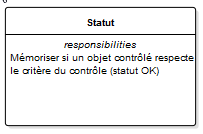 Statut
responsibilities
Mémoriser si un objet contrôlé respecte
le critère du contrôle (statut OK)